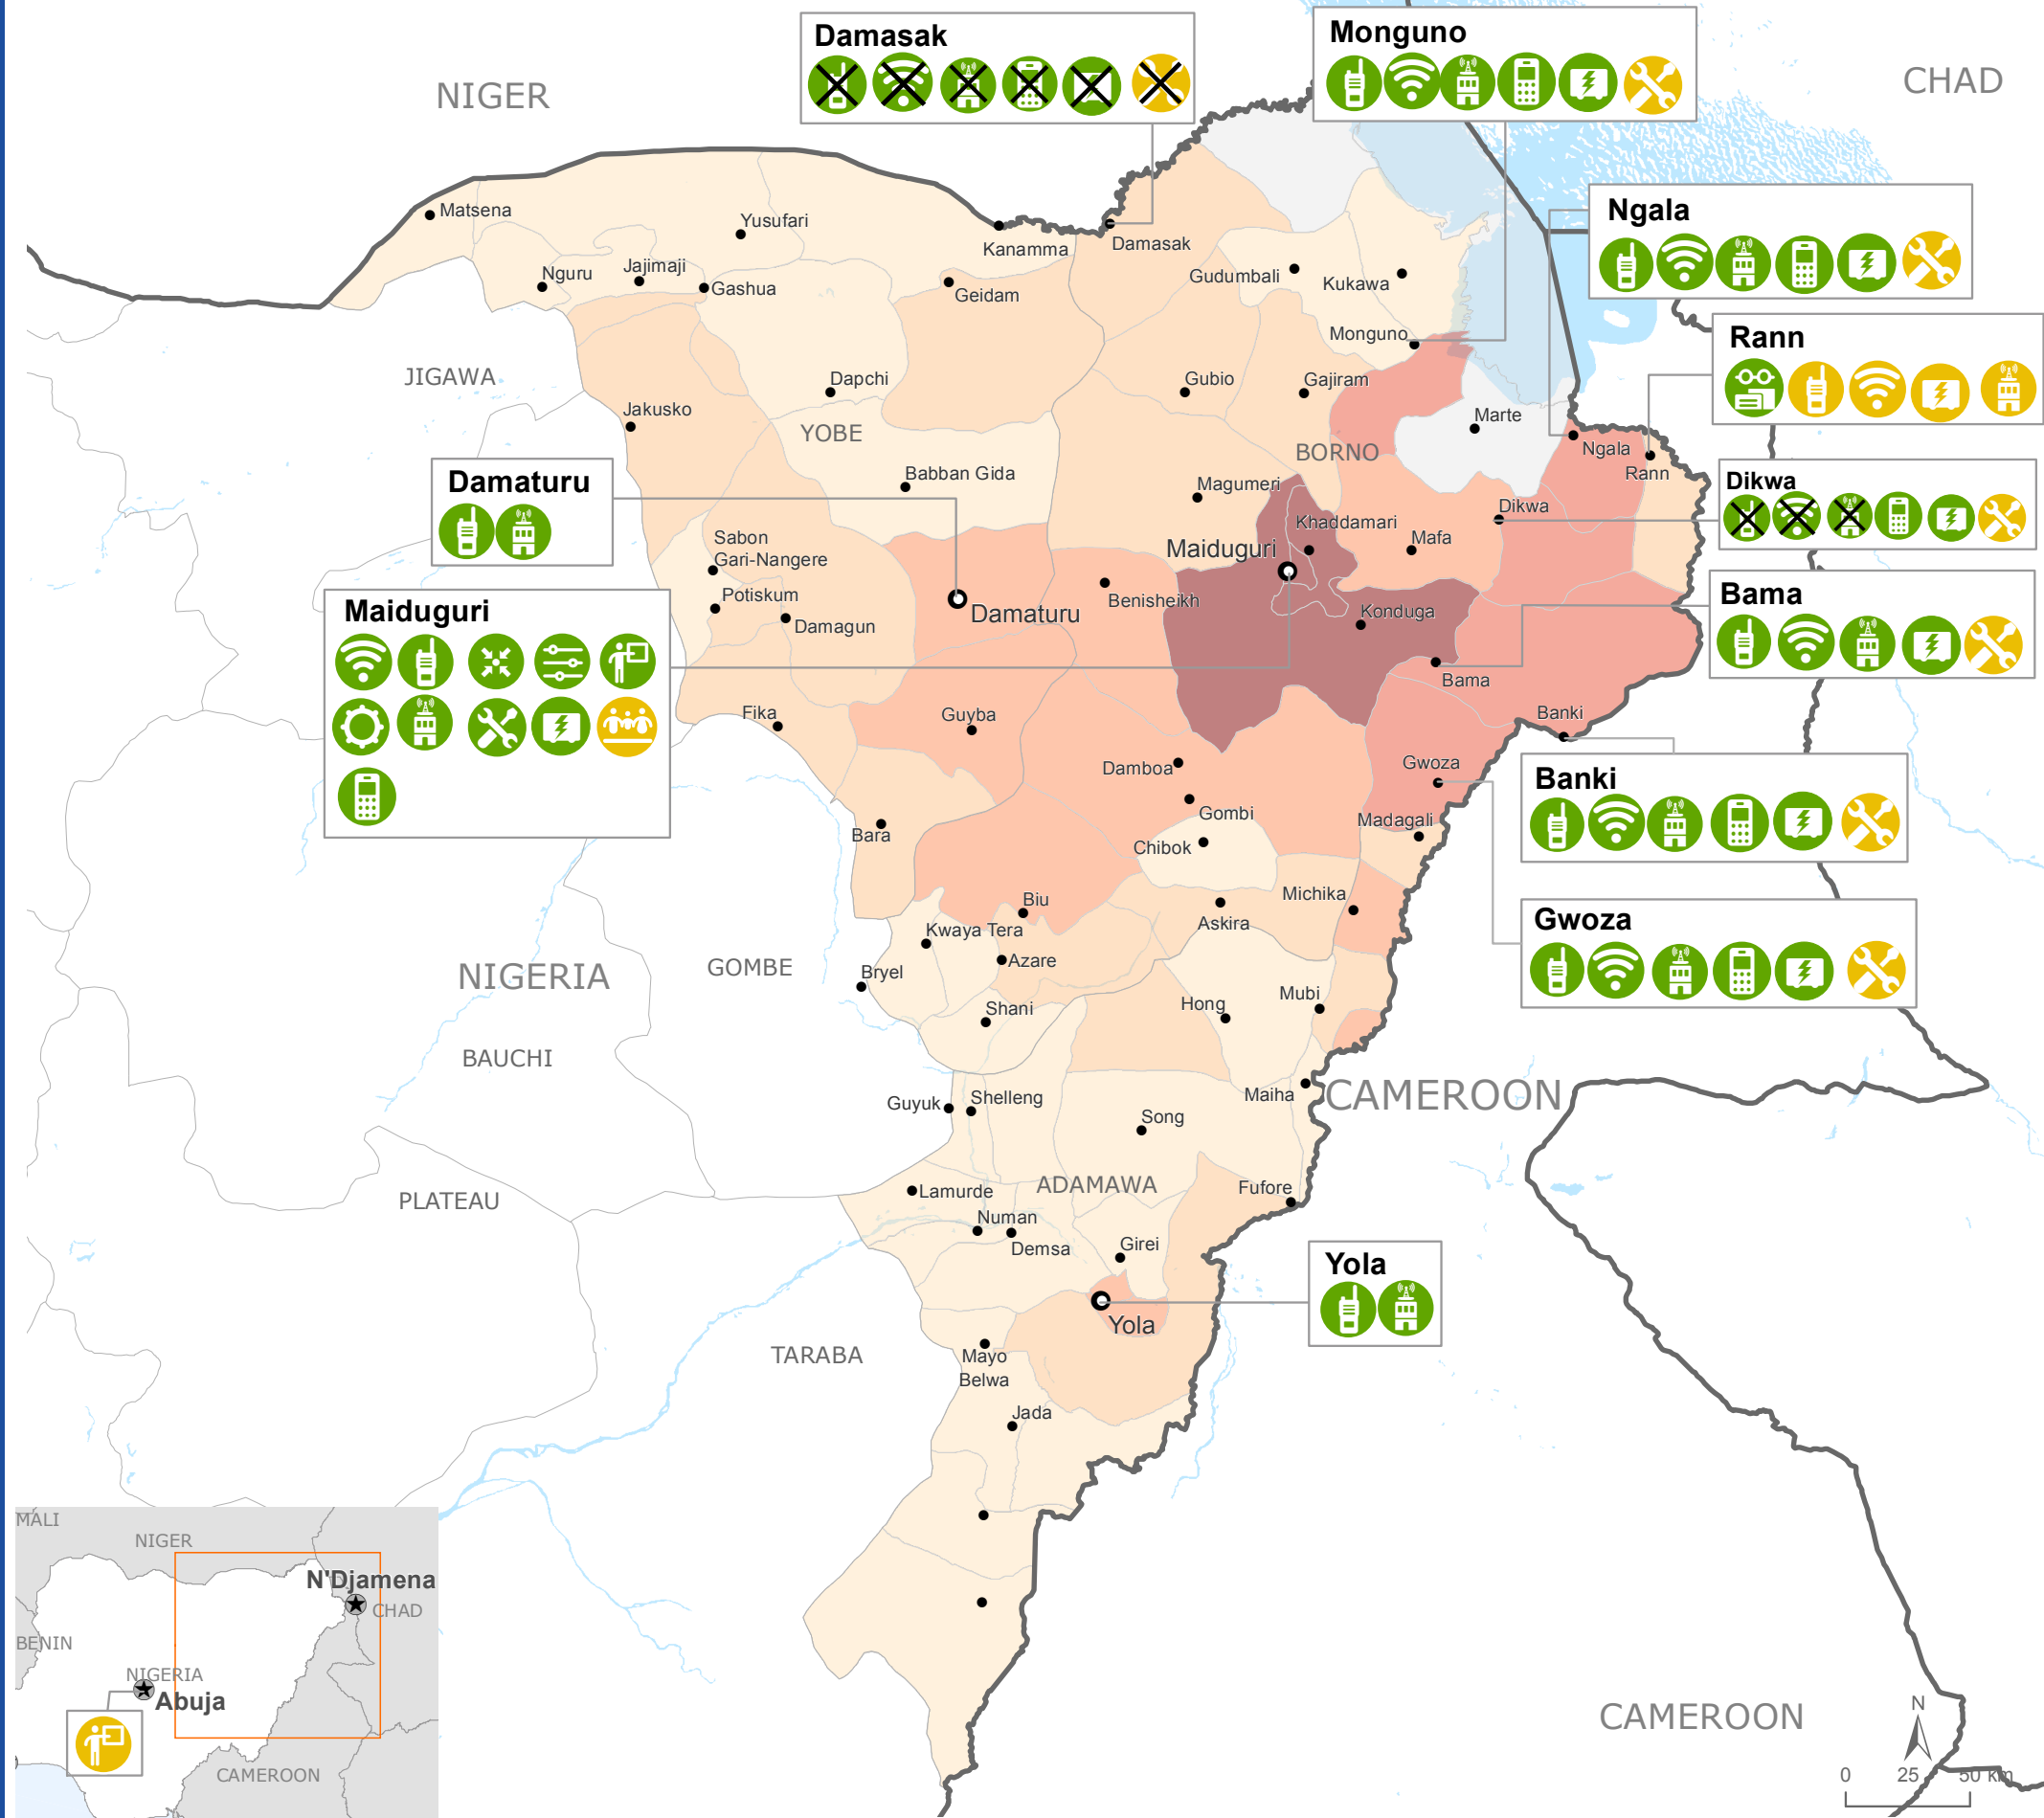 Damasak
Monguno
NIGER
CHAD
Ngala
Matsena
Yusufari
Kanamma
Damasak
Nguru
Jajimaji
Gashua
Geidam
Gudumbali
Kukawa
Monguno
Rann
JIGAWA
Dapchi
Gubio
Gajiram
Jakusko
YOBE
Marte
BORNO
Ngala
Rann
Babban Gida
Magumeri
Damaturu
Dikwa
Dikwa
Khaddamari
Mafa
Sabon
Gari-Nangere
Maiduguri
Potiskum
Benisheikh
Bama
Maiduguri
Damaturu
Damagun
Konduga
Bama
Fika
Guyba
Banki
Damboa
Gwoza
Banki
Gombi
Madagali
Bara
Chibok
Michika
Biu
Askira
Gwoza
Kwaya Tera
Azare
NIGERIA
GOMBE
Bryel
Shani
Hong
Mubi
BAUCHI
Guyuk
Shelleng
Maiha
CAMEROON
Song
PLATEAU
Lamurde
ADAMAWA
Fufore
Numan
Demsa
Girei
Yola
Yola
TARABA
Mayo
Belwa
Jada
MALI
NIGER
N'Djamena
CHAD
BENIN
NIGERIA
Abuja
CAMEROON
CAMEROON
N
0 25 50 km